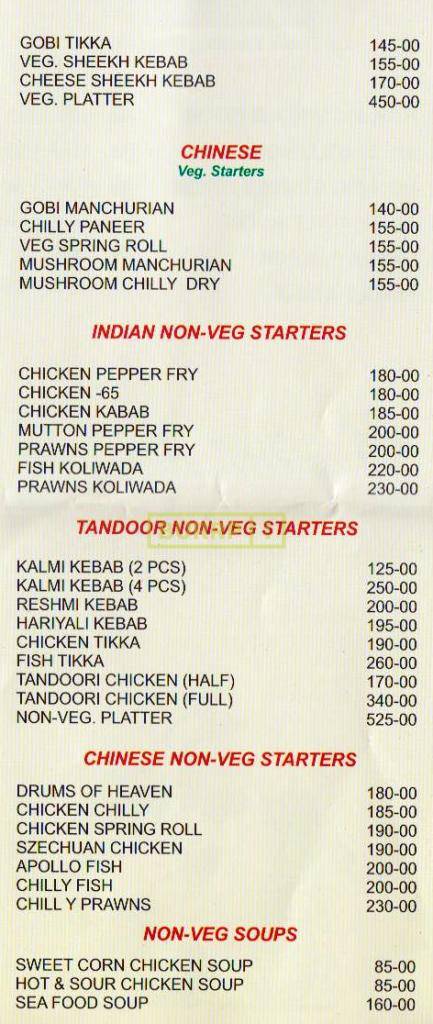 GOBI TIKKA 145-00
VEG. SHEEKH KEBAB 155-00
CHEESE SHEEKH KEBAB 170-00
VEG. PLATTER 450-00
CHINESE
Veg. Starters
GOBI MANCHURIAN 140-00
CHILLY PANEER 155-00
VEG SPRING ROLL 155-00
MUSHROOM MANCHURIAN 155-00
MUSHROOM CHILLY DRY 155-00
INDIAN NON-VEG STARTERS
CHICKEN PEPPER FRY 180-00
CHICKEN -65 180-00
CHICKEN KABAB 185-00
MUTTON PEPPER FRY 200-00
PRAWNS PEPPER FRY 200-00
FISH KOLIWADA 220-00
PRAWNS KOLIWADA 230-00
TANDOOR NON-VEG STARTERS
KALMI KEBAB (2 PCS) 125-00
KALMI KEBAB (4 PCS) 250-00
RESHMI KEBAB 200-00
HARIYALI KEBAB 195-00
CHICKEN TIKKA 190-00
FISH TIKKA 260-00
TANDOORI CHICKEN (HALF) 170-00
TANDOORI CHICKEN (FULL) 340-00
NON-VEG. PLATTER 525-00
CHINESE NON-VEG STARTERS
DRUMS OF HEAVEN 180-00
CHICKEN CHILLY 185-00
CHICKEN SPRING ROLL 190-00
SZECHUAN CHICKEN 190-00
APOLLO FISH 200-00
CHILLY FISH 200-00
CHILL Y PRAWNS 230-00
NON-VEG SOUPS
SWEET CORN CHICKEN SOUP 85-00
HOT & SOUR CHICKEN SOUP 85-00
SEA FOOD SOUP 160-00